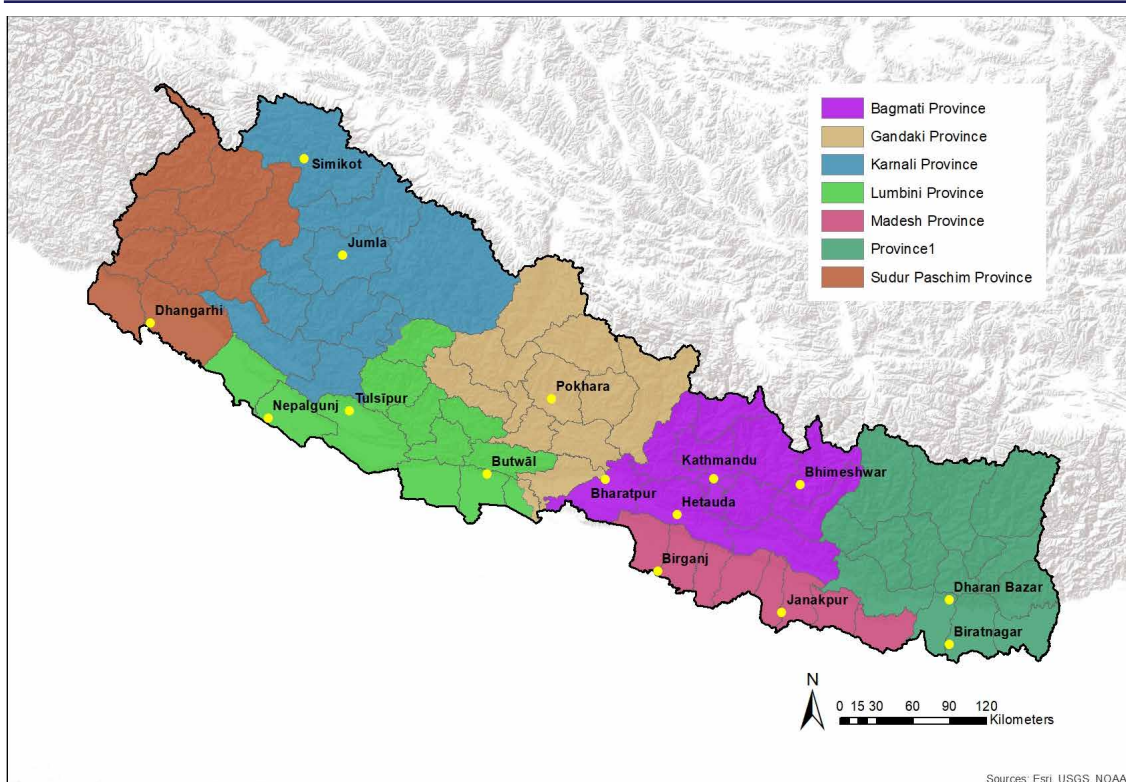 Bagmati Province
Gandaki Province
Karnali Province
Lumbini Province
Madesh Province
Province1
Sudur Paschim Province
Simikot
Jumla
Dhangarhi
Pokhara
Nepalgunj
Tulsīpur
Butwāl
Kathmandu
Bhimeshwar
Bharatpur
Hetauda
Birganj
Janakpur
Dharan Bazar
Biratnagar
N
0 15 30 60 90 120
Kilometers
Sources: Esri, USGS, NOAA